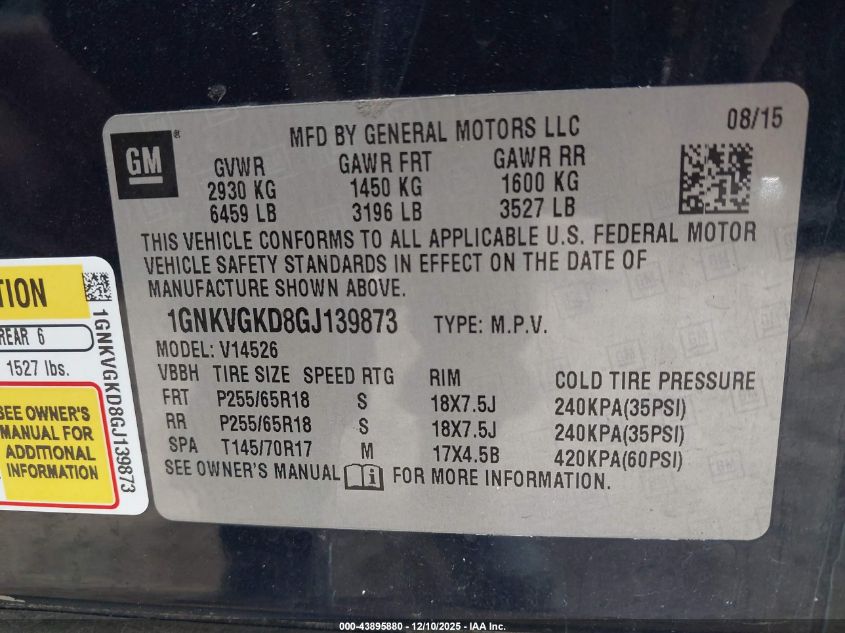 MFD BY GENERAL MOTORS LLC
08/15
GM
®
GVWR GAWR FRT GAWR RR
2930 KG 1450 KG 1600 KG
6459 LB 3196 LB 3527 LB
THIS VEHICLE CONFORMS TO ALL APPLICABLE U.S. FEDERAL MOTOR
VEHICLE SAFETY STANDARDS IN EFFECT ON THE DATE OF
MANUFACTURE SHOWN ABOVE.
1GNKVGKD8GJ139873 TYPE: M.P.V.
MODEL: V14526
VBBH TIRE SIZE SPEED RTG RIM COLD TIRE PRESSURE
FRT P255/65R18 S 18X7.5J 240KPA(35PSI)
RR P255/65R18 S 18X7.5J 240KPA(35PSI)
SPA T145/70R17 M 17X4.5B 420KPA(60PSI)
SEE OWNER'S MANUAL FOR MORE INFORMATION.
TION
REAR 6
1527 lbs.
SEE OWNER'S
MANUAL FOR
ADDITIONAL
INFORMATION
1GNKVGKD8GJ139873
000-43895880 - 12/10/2025 - IAA Inc.